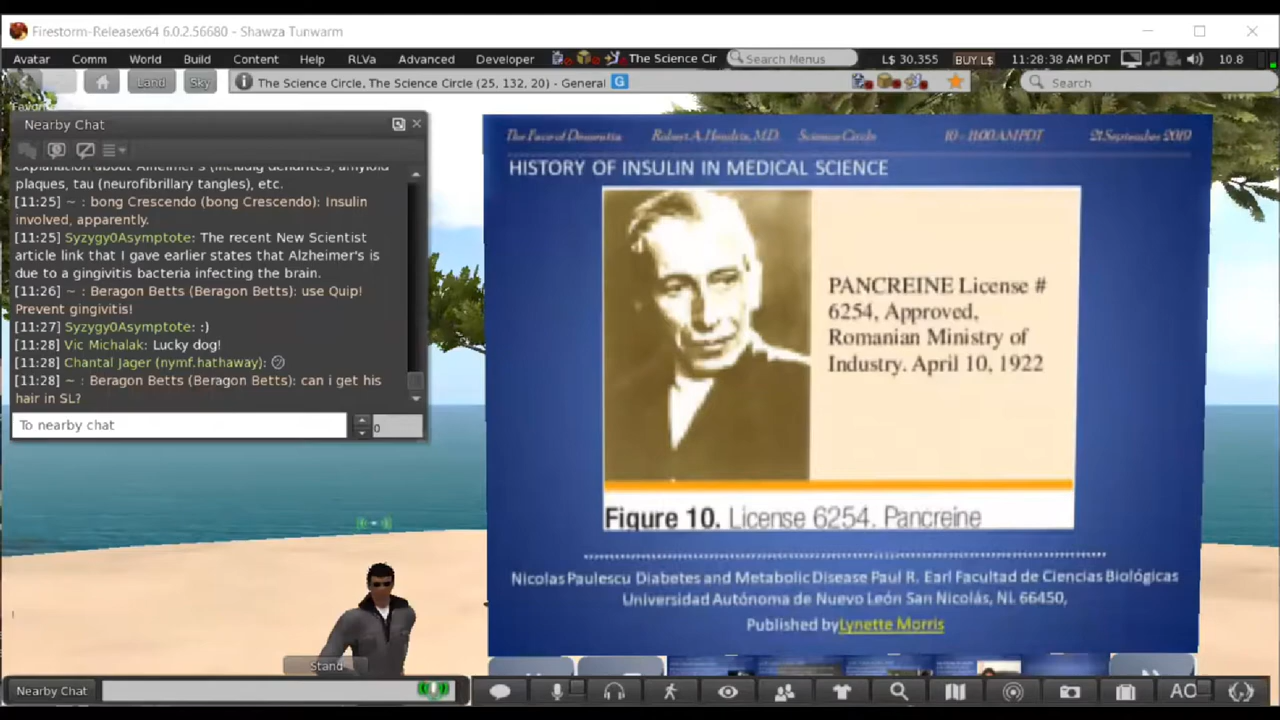 Firestorm-Releasex64 6.0.2.56680 - Shawza Tunwarm
Avatar Comm World Build Content Help RLVa Advanced Developer The Science Cir Search Menus L$ 30.355 BUY L$ 11:28:38 AM PDT 10.8
Land Sky The Science Circle, The Science Circle (25, 132, 20) - General G Search
Nearby Chat
plaques, tau (neurofibrillary tangles), etc.
[11:25] ~ : bong Crescendo (bong Crescendo): Insulin
involved, apparently.
[11:25] Syzygy0Asymptote: The recent New Scientist
article link that I gave earlier states that Alzheimer's is
due to a gingivitis bacteria infecting the brain.
[11:26] ~ : Beragon Betts (Beragon Betts): use Quip!
Prevent gingivitis!
[11:27] Syzygy0Asymptote: :)
[11:28] Vic Michalak: Lucky dog!
[11:28] Chantal Jager (nymf.hathaway):
[11:28] ~ : Beragon Betts (Beragon Betts): can i get his
hair in SL?
To nearby chat
0
The Face of Dementia Robert A. Hendrix, M.D. Science Circle 10 - 11:00 AM PDT 21 September 2019
HISTORY OF INSULIN IN MEDICAL SCIENCE
PANCREINE License #
6254, Approved,
Romanian Ministry of
Industry. April 10, 1922
Figure 10. License 6254. Pancreine
Nicolas Paulescu Diabetes and Metabolic Disease Paul R. Earl Facultad de Ciencias Biológicas
Universidad Autónoma de Nuevo León San Nicolás, NL 66450,
Published byLynette Morris
Stand
Nearby Chat
AO